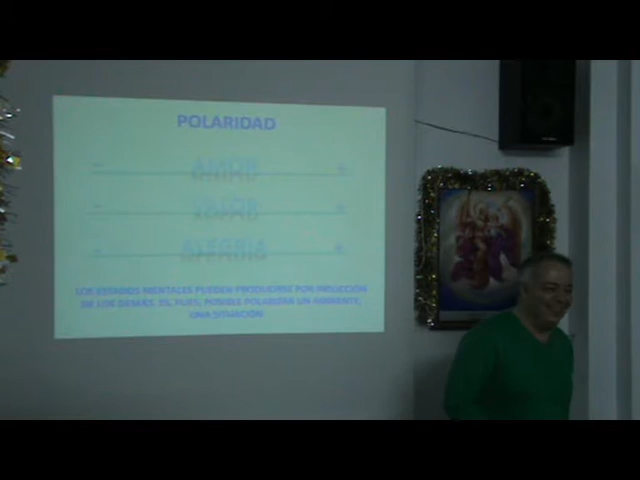 POLARIDAD
AMOR
ALEGRIA
LOS ESTADOS MENTALES PUEDEN PRODUCIRSE POR INDUCCIÓN
DE LOS DEMÁS. ES, PUES, POSIBLE POLARIZAR UN AMBIENTE,
UNA SITUACIÓN